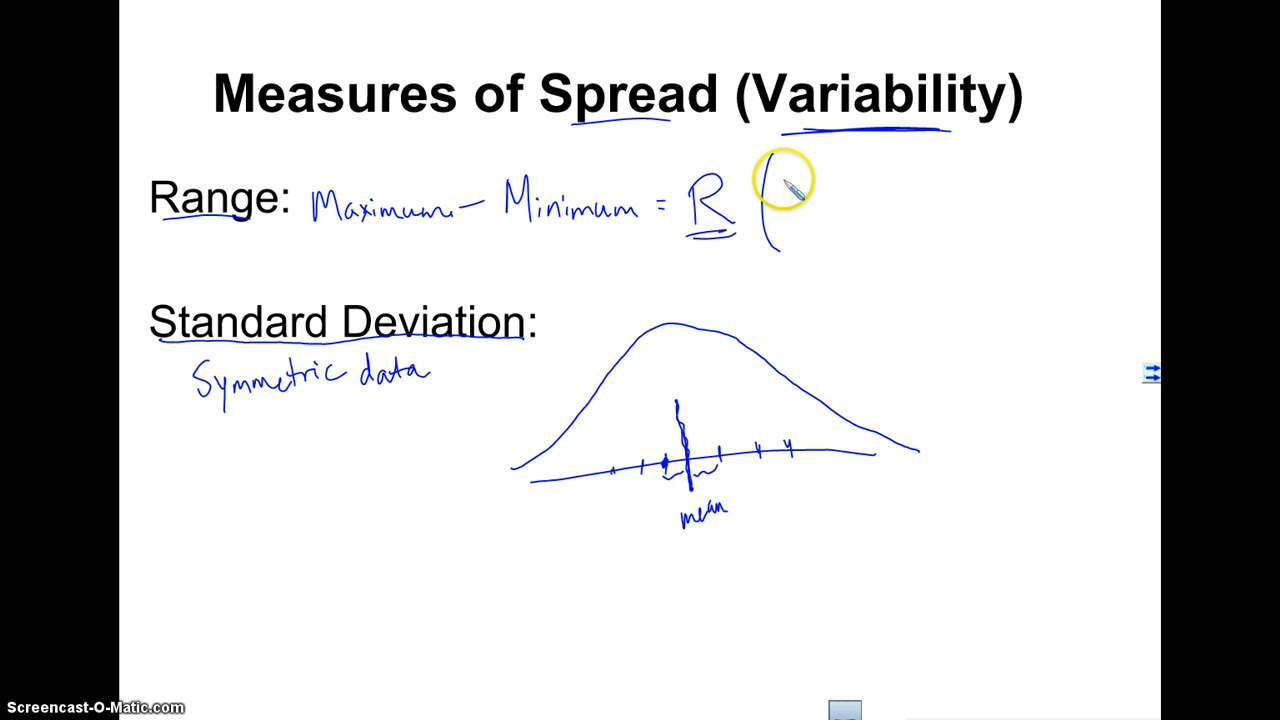 Measures of Spread (Variability)
Range: Maximum - Minimum = R (
Standard Deviation:
Symmetric data
mean
Screencast-O-Matic.com